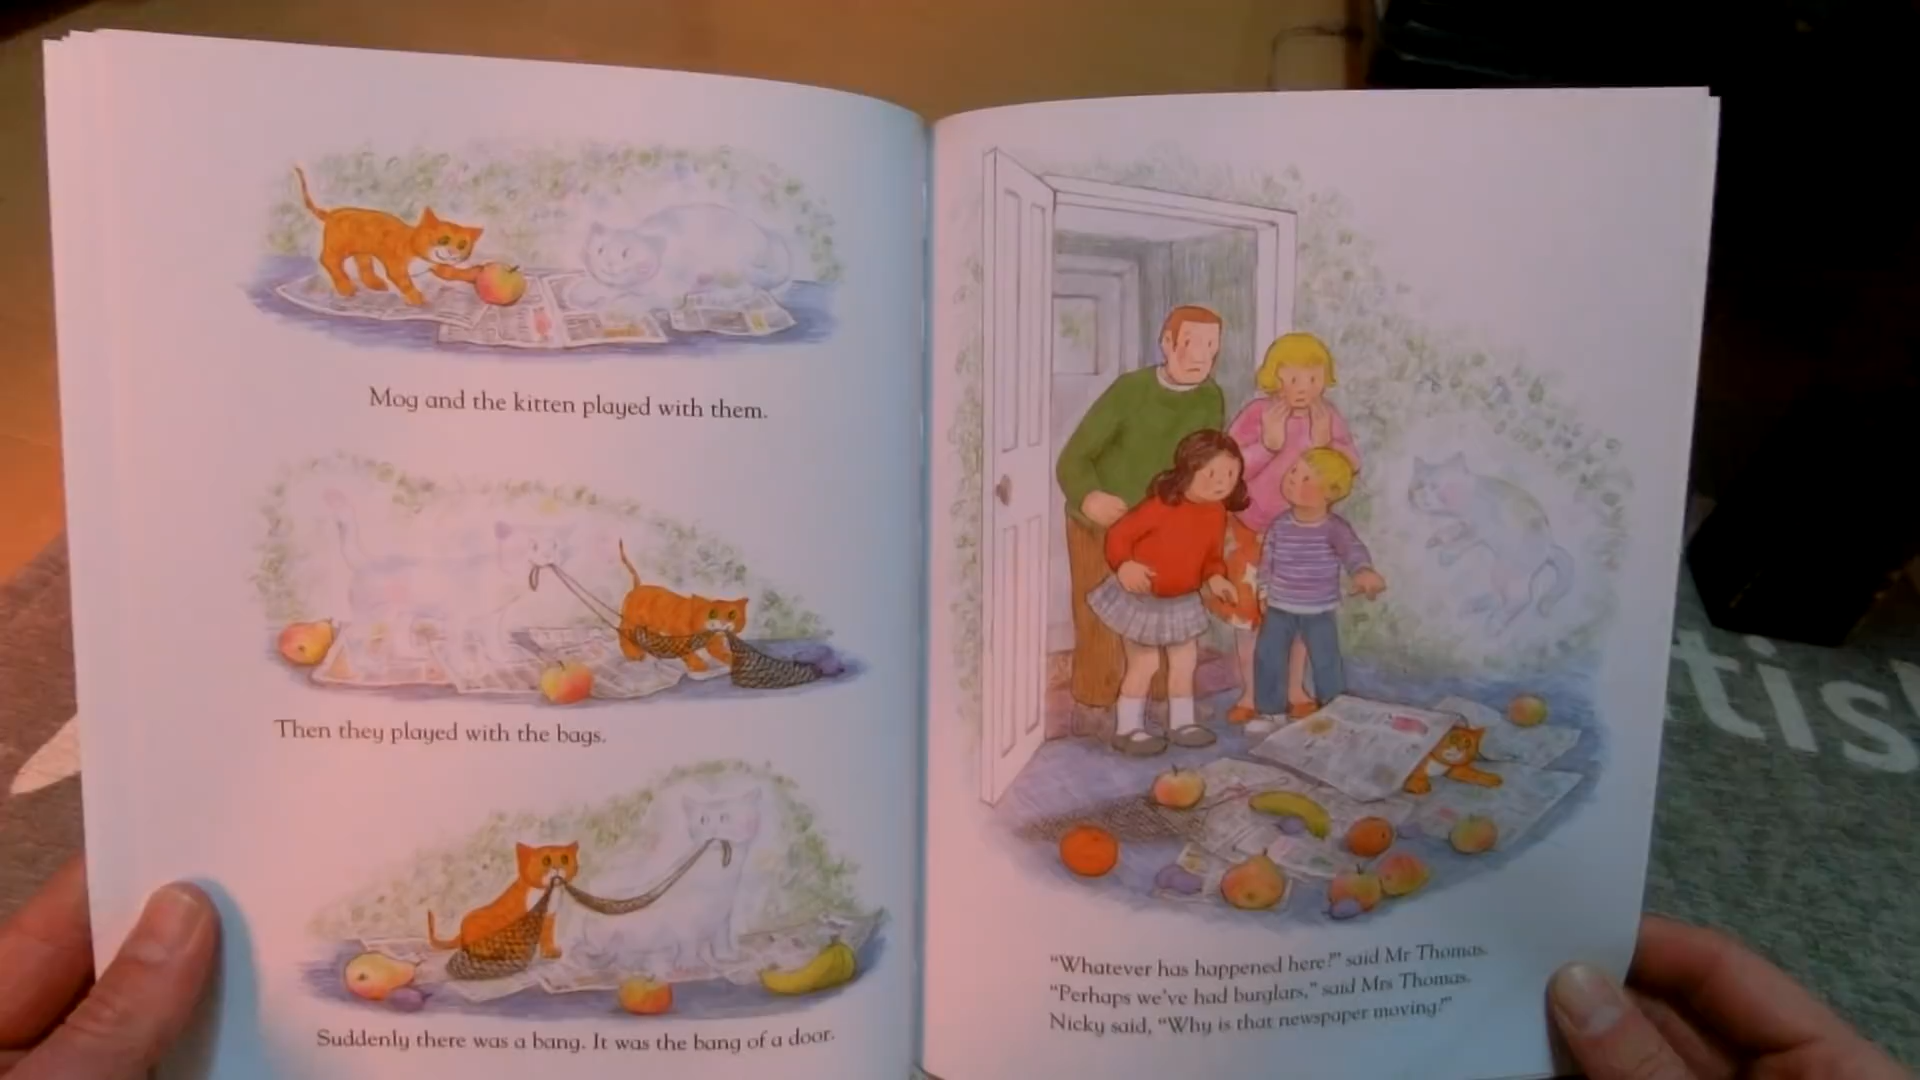 Mog and the kitten played with them.
Then they played with the bags.
Suddenly there was a bang. It was the bang of a door.
“Whatever has happened here?” said Mr Thomas.
“Perhaps we’ve had burglars,” said Mrs Thomas.
Nicky said, “Why is that newspaper moving?”
tis